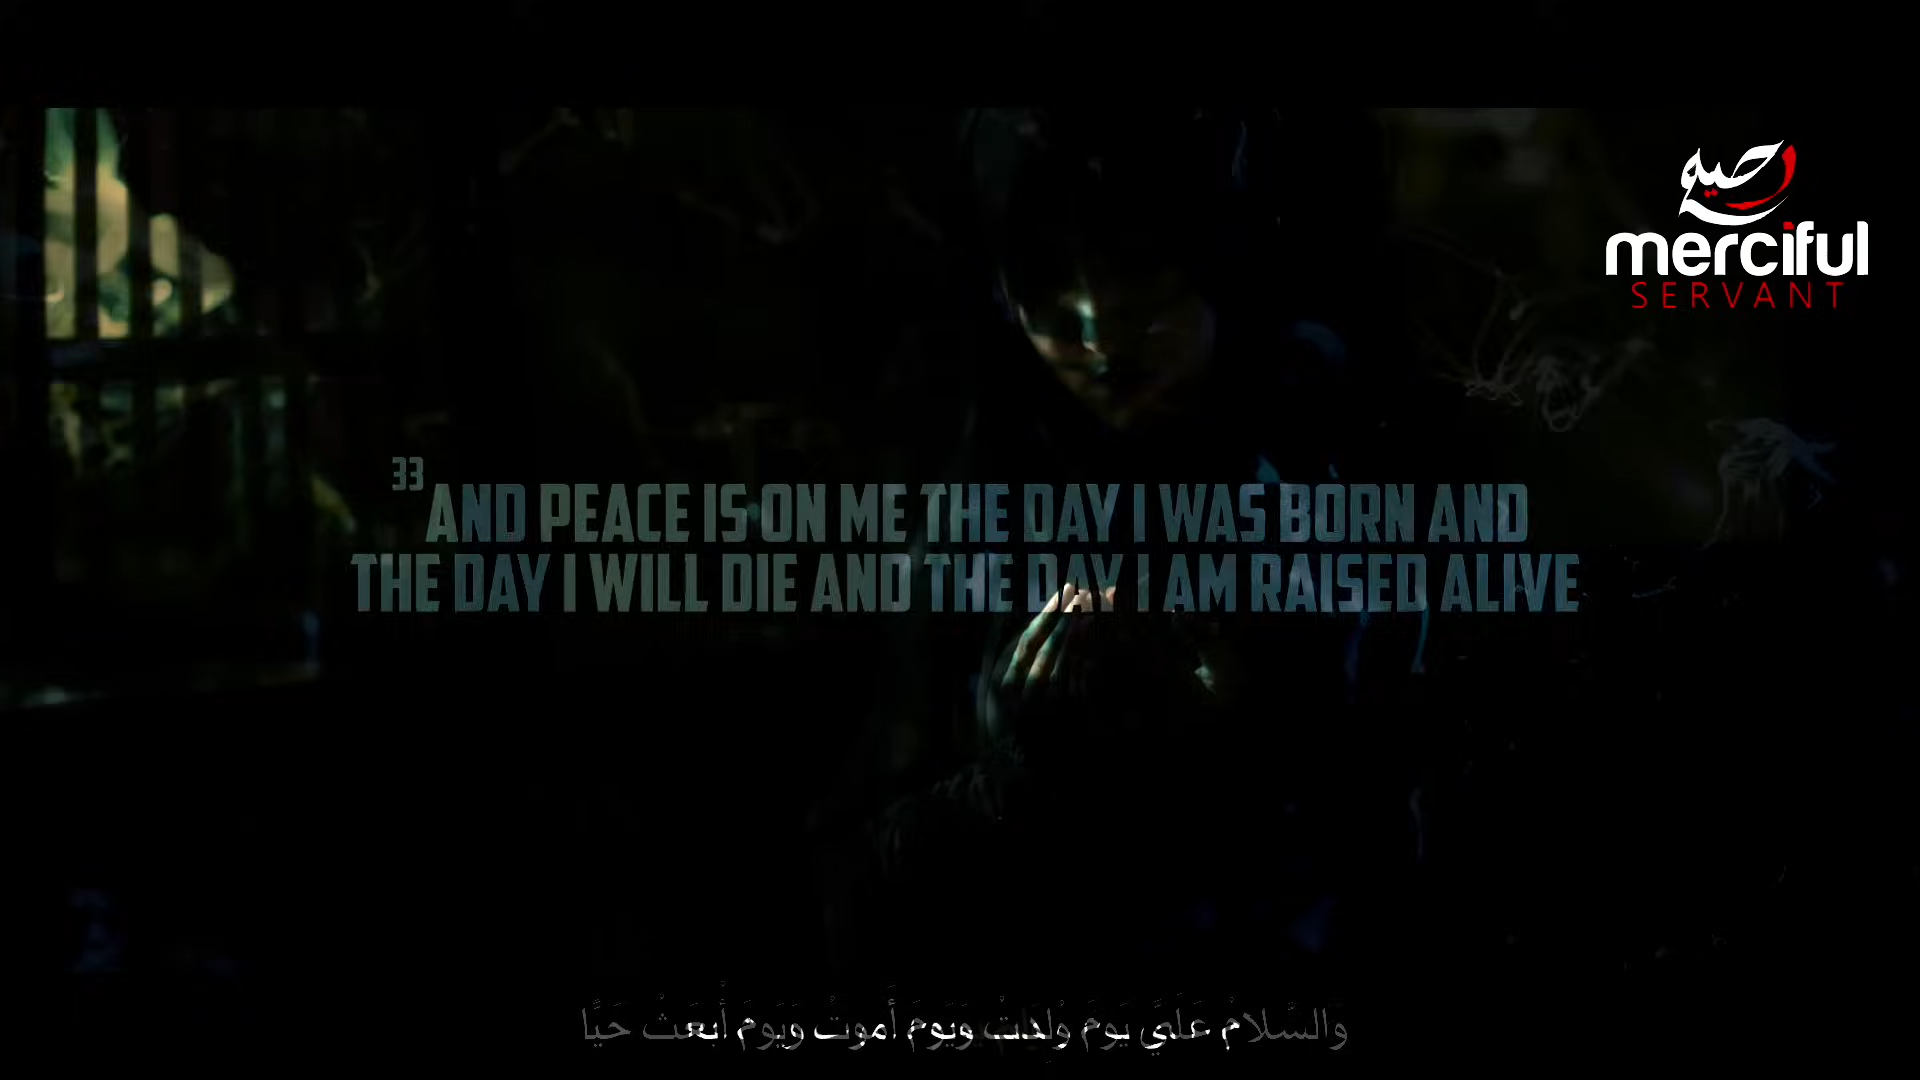 رحيم
merciful
SERVANT
33 AND PEACE IS ON ME THE DAY I WAS BORN AND
THE DAY I WILL DIE AND THE DAY I AM RAISED ALIVE
وَالسَّلَامُ عَلَيَّ يَوْمَ وُلِدْتُ وَيَوْمَ أَمُوتُ وَيَوْمَ أُبْعَثُ حَيًّا